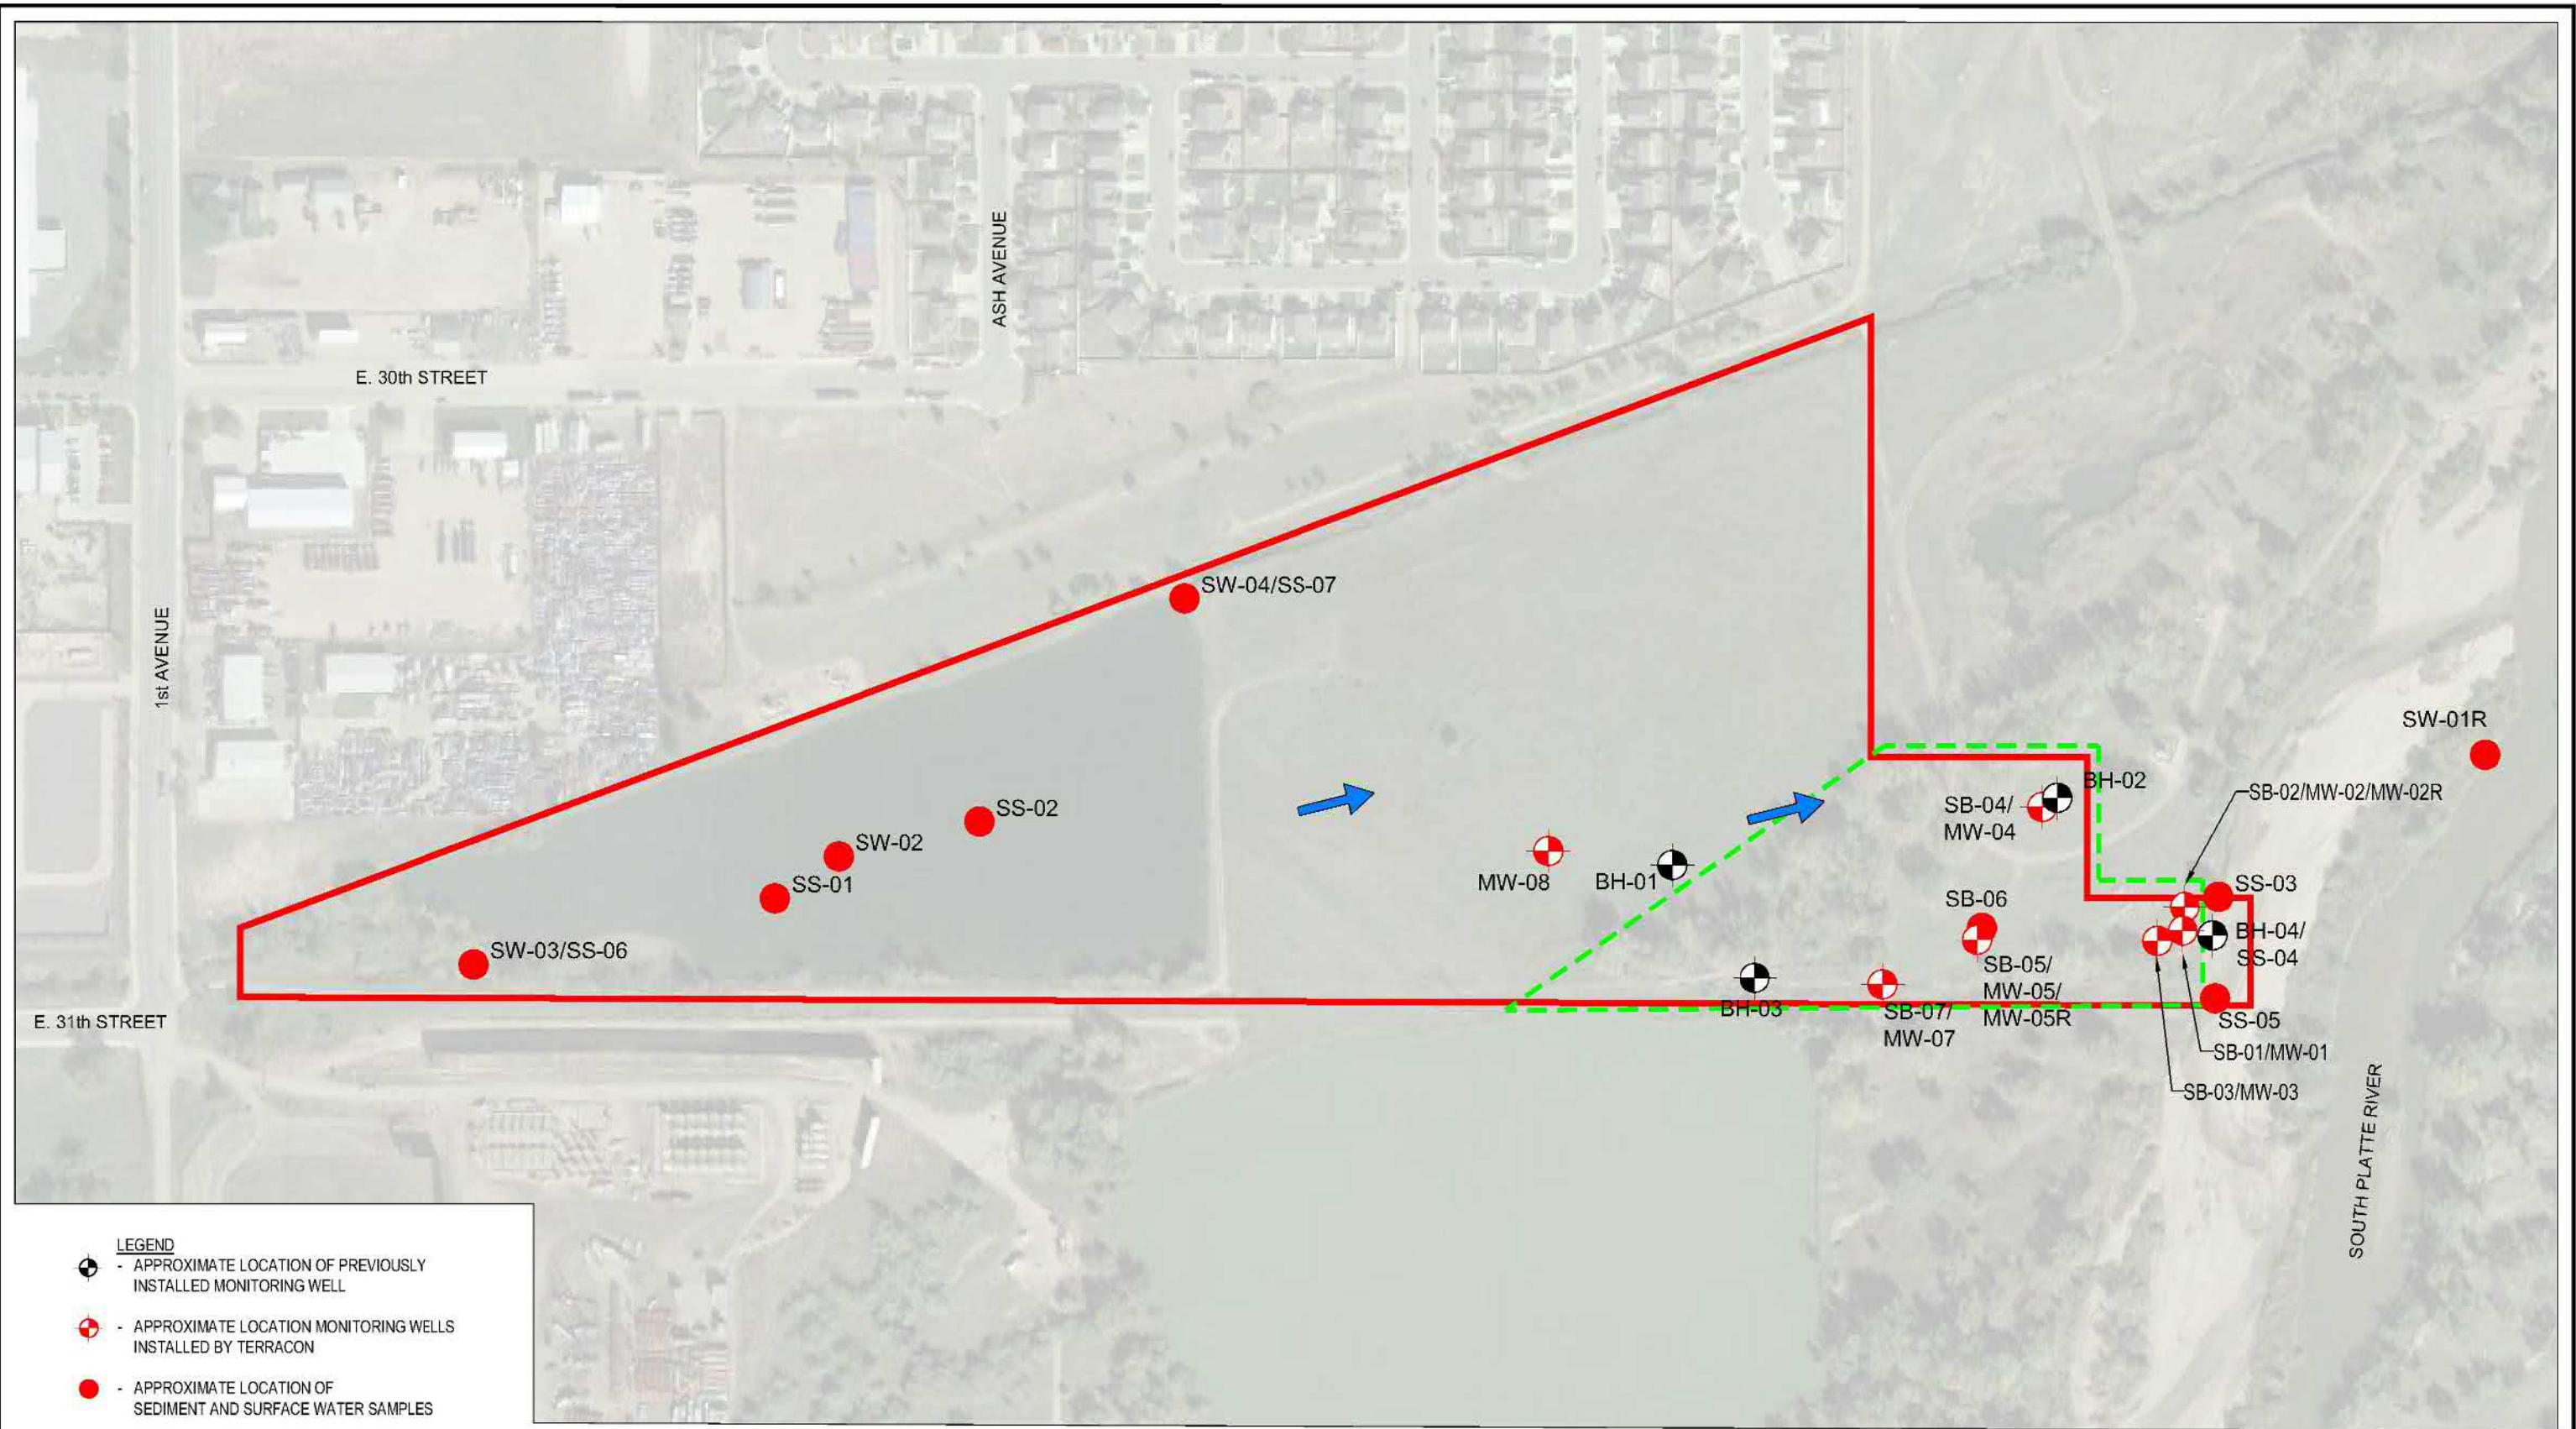 ASH AVENUE
E. 30th STREET
1st AVENUE
SW-04/SS-07
SW-01R
SS-02
SW-02
SS-01
SW-03/SS-06
MW-08
BH-01
SB-04/
MW-04
BH-02
SB-02/MW-02/MW-02R
SS-03
SB-06
BH-04/
SS-04
SB-05/
MW-05/
MW-05R
BH-03
SB-07/
MW-07
SS-05
SB-01/MW-01
SB-03/MW-03
E. 31th STREET
SOUTH PLATTE RIVER
LEGEND
- APPROXIMATE LOCATION OF PREVIOUSLY
INSTALLED MONITORING WELL
- APPROXIMATE LOCATION MONITORING WELLS
INSTALLED BY TERRACON
- APPROXIMATE LOCATION OF
SEDIMENT AND SURFACE WATER SAMPLES